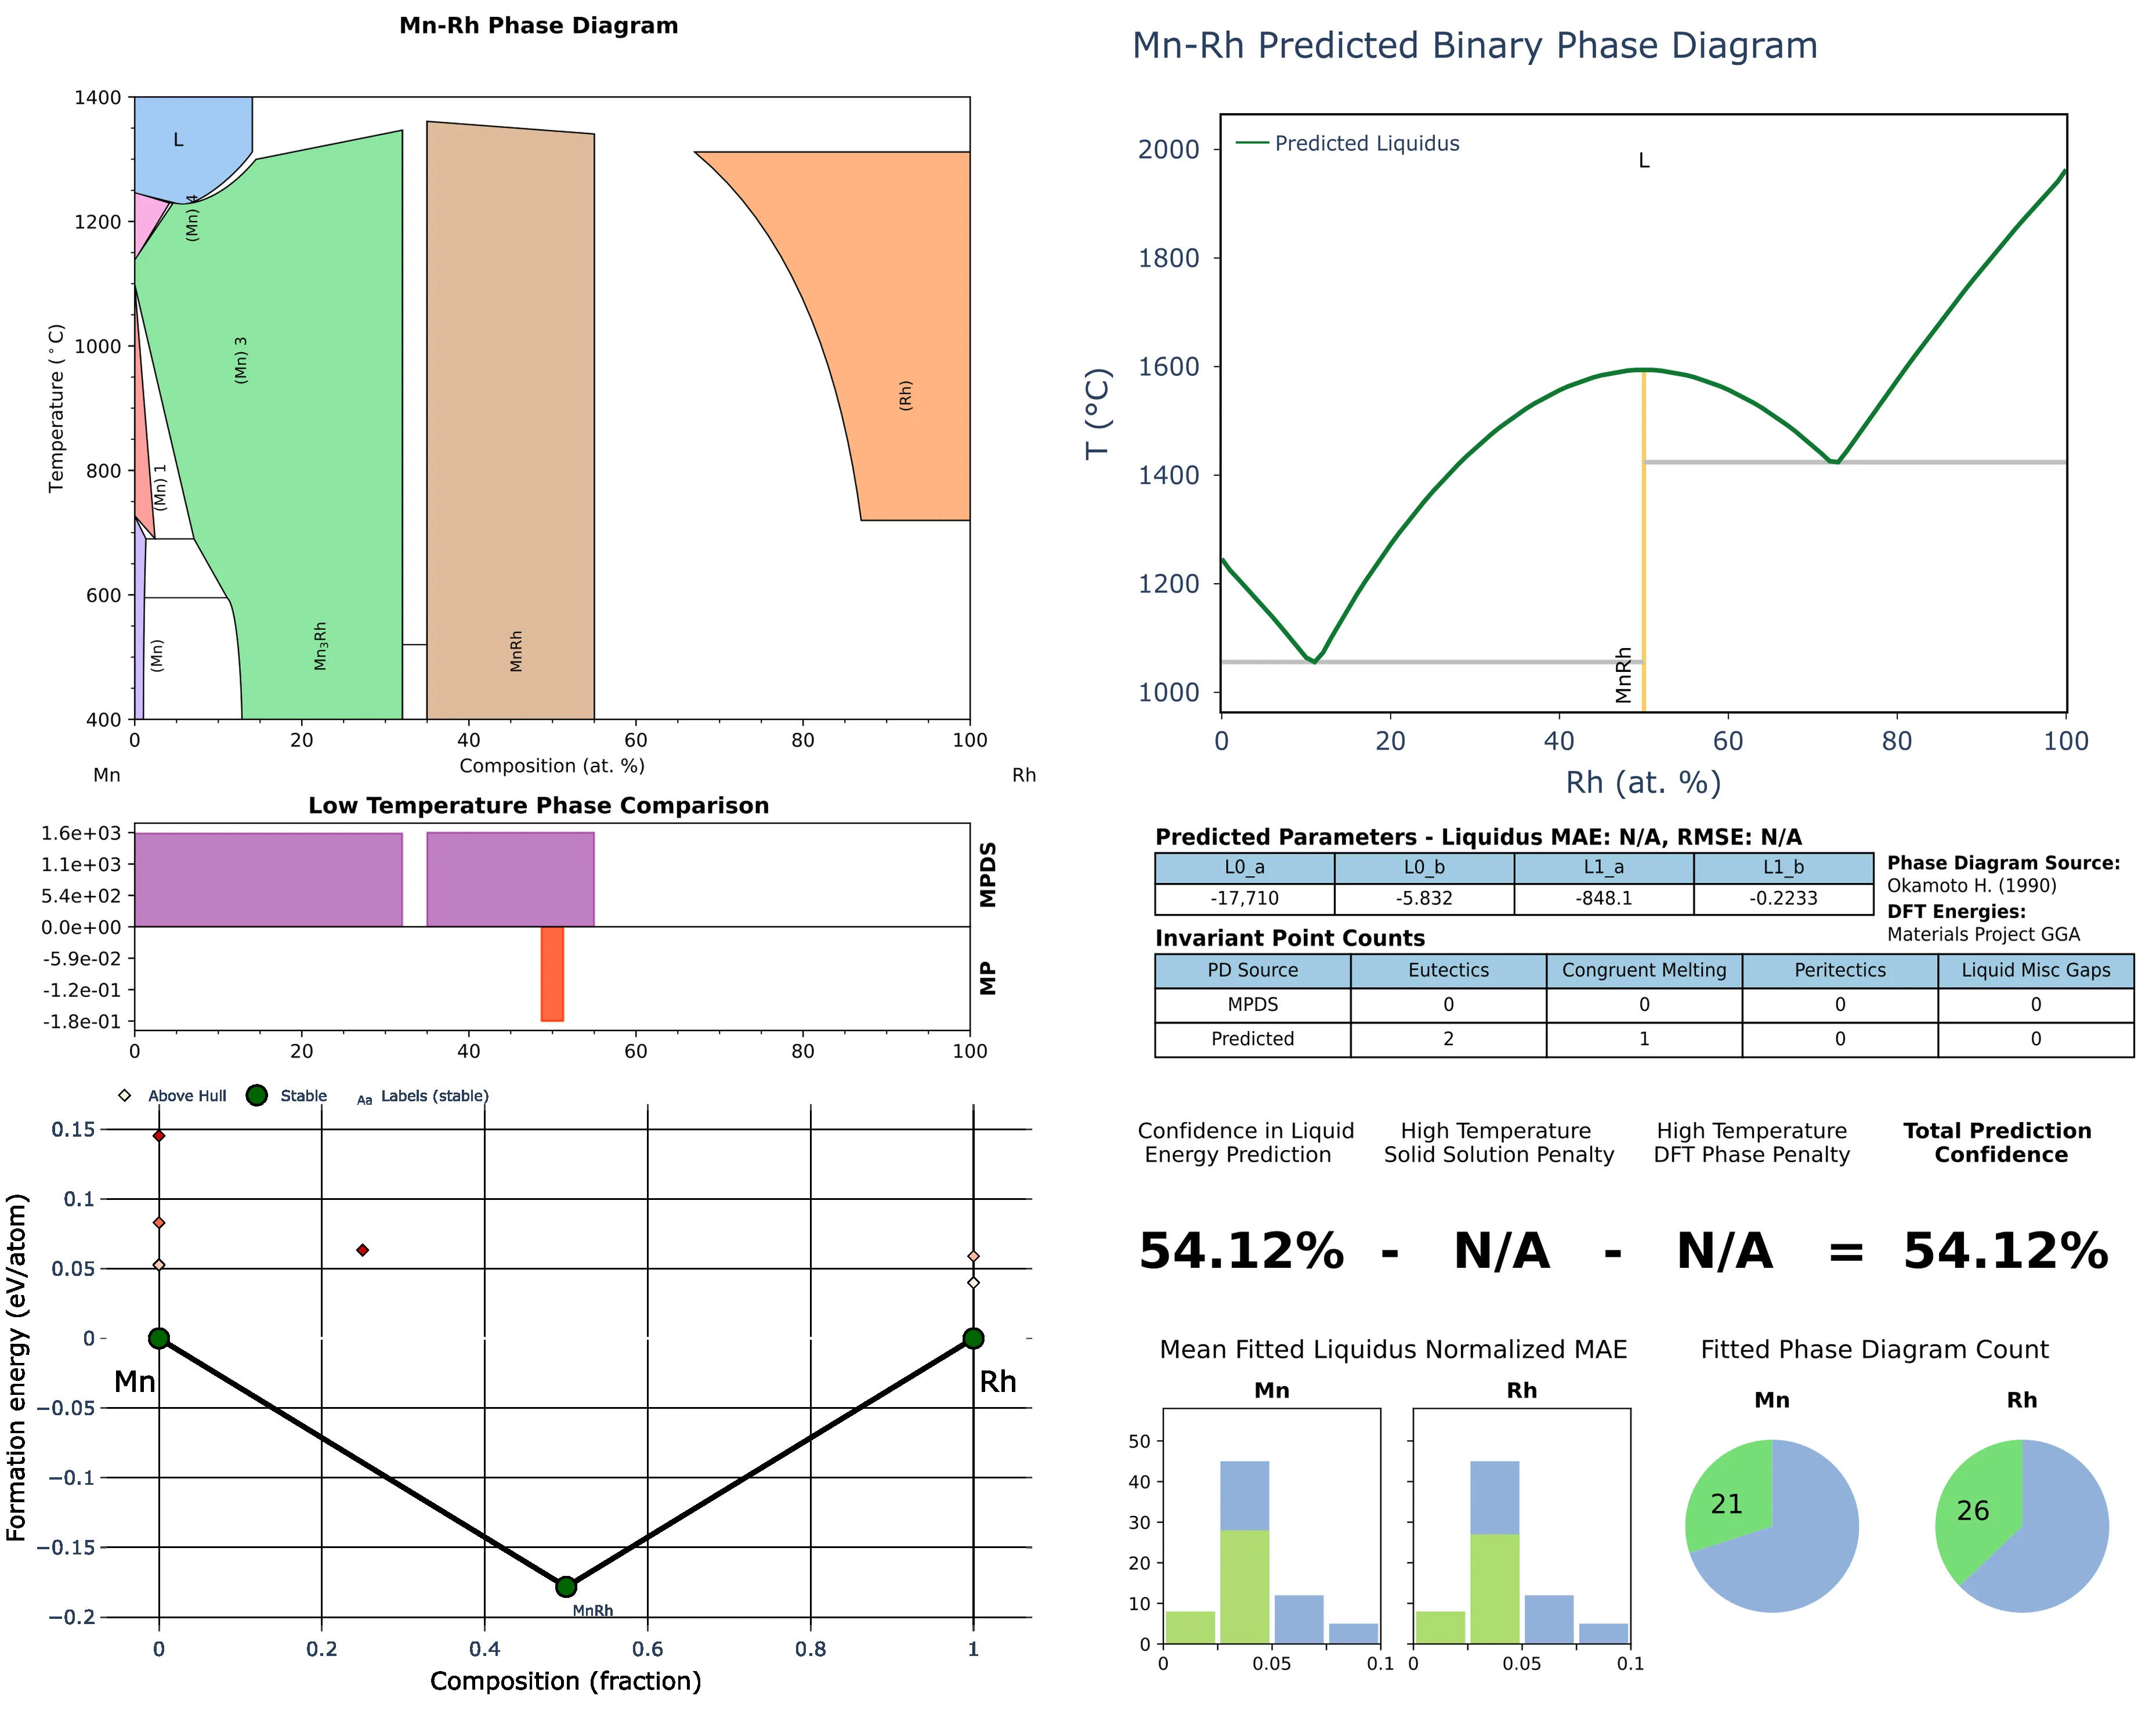 Mn-Rh Phase Diagram
1400
1200
1000
800
600
400
Temperature (°C)
L
(Mn) 4
(Mn) 3
(Mn) 1
(Mn)
Mn₃Rh
MnRh
(Rh)
0 20 40 60 80 100
Mn Composition (at. %) Rh
Low Temperature Phase Comparison
1.6e+03
1.1e+03
5.4e+02
0.0e+00
-5.9e-02
-1.2e-01
-1.8e-01
MPDS
MP
0 20 40 60 80 100
Above Hull Stable Aa Labels (stable)
0.15
0.1
0.05
0
−0.05
−0.1
−0.15
−0.2
Formation energy (eV/atom)
Mn
Rh
MnRh
0 0.2 0.4 0.6 0.8 1
Composition (fraction)
Mn-Rh Predicted Binary Phase Diagram
Predicted Liquidus
L
2000
1800
1600
1400
1200
1000
T (°C)
MnRh
0 20 40 60 80 100
Rh (at. %)
Predicted Parameters - Liquidus MAE: N/A, RMSE: N/A
L0_a L0_b L1_a L1_b
-17,710 -5.832 -848.1 -0.2233
Phase Diagram Source:
Okamoto H. (1990)
DFT Energies:
Materials Project GGA
Invariant Point Counts
PD Source Eutectics Congruent Melting Peritectics Liquid Misc Gaps
MPDS 0 0 0 0
Predicted 2 1 0 0
Confidence in Liquid
Energy Prediction
High Temperature
Solid Solution Penalty
High Temperature
DFT Phase Penalty
Total Prediction
Confidence
54.12% - N/A - N/A = 54.12%
Mean Fitted Liquidus Normalized MAE
Mn
Rh
50
40
30
20
10
0
0 0.05 0.1
0 0.05 0.1
Fitted Phase Diagram Count
Mn
Rh
21
26